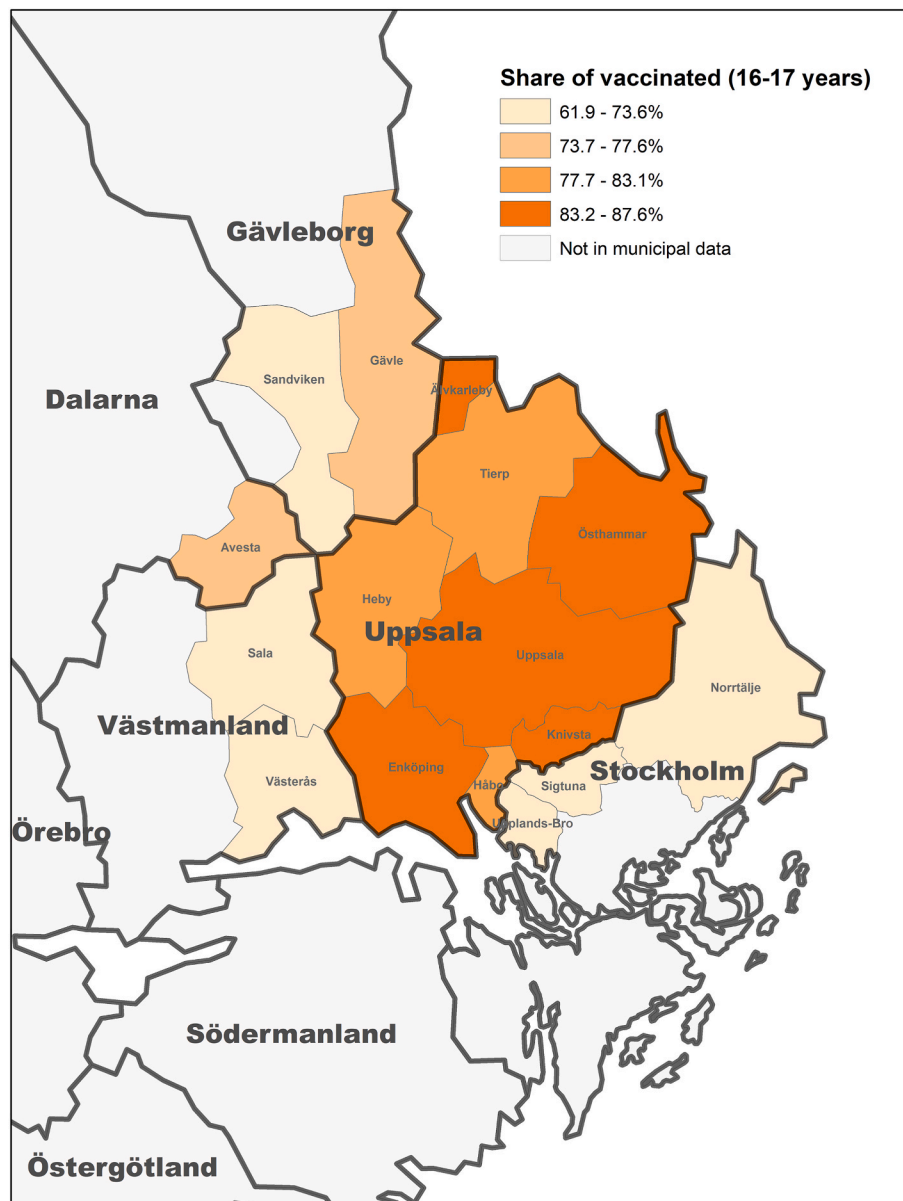 Share of vaccinated (16-17 years)
61.9 - 73.6%
73.7 - 77.6%
77.7 - 83.1%
83.2 - 87.6%
Not in municipal data
Gävleborg
Gävle
Sandviken
Älvkarleby
Dalarna
Tierp
Östhammar
Avesta
Heby
Uppsala
Sala
Uppsala
Norrtälje
Västmanland
Knivsta
Enköping
Stockholm
Västerås
Håbo
Sigtuna
Upplands-Bro
Örebro
Södermanland
Östergötland